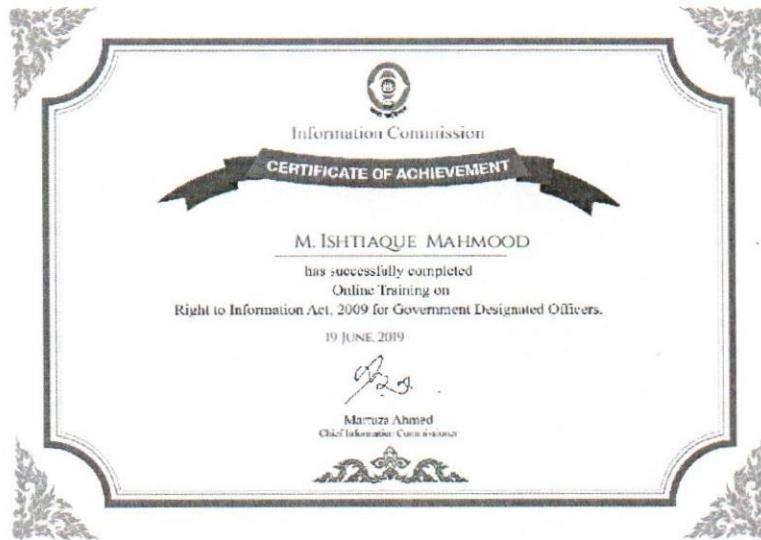 Information Commission
CERTIFICATE OF ACHIEVEMENT
M. ISHTIAQUE MAHMOOD
has successfully completed
Online Training on
Right to Information Act, 2009 for Government Designated Officers.
19 JUNE, 2019
Martuza Ahmed
Chief Information Commissioner